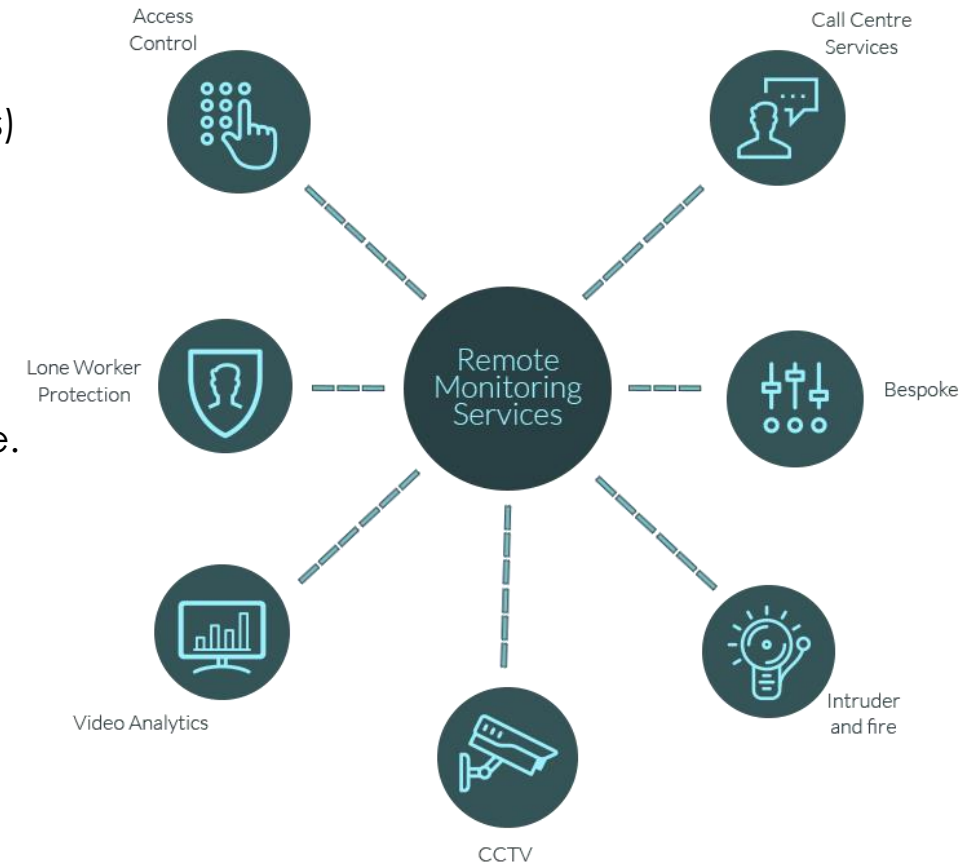 Access
Control
Call Centre
Services
s)
Remote
Monitoring
Services
Lone Worker
Protection
Bespoke
e.
Video Analytics
Intruder
and fire
CCTV